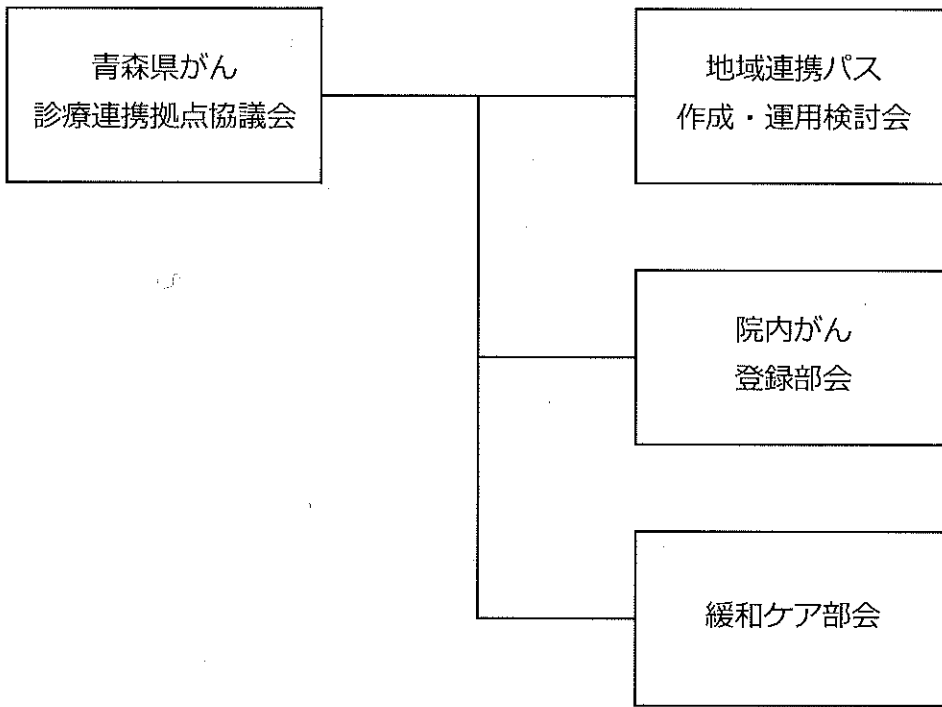 青森県がん
診療連携拠点協議会
地域連携パス
作成・運用検討会
院内がん
登録部会
緩和ケア部会